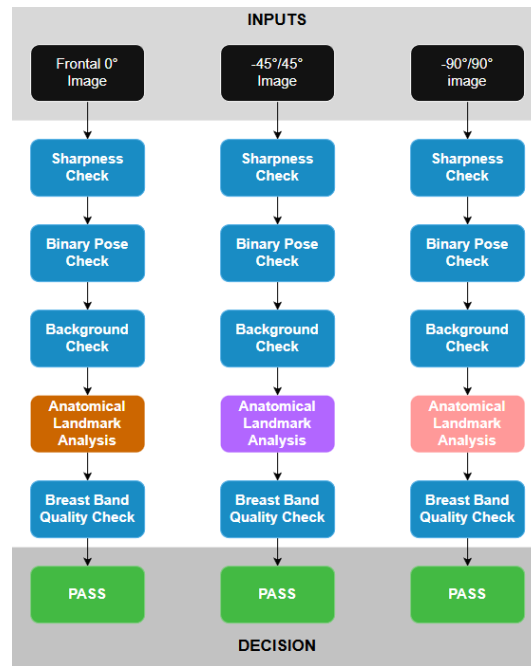 INPUTS
Frontal 0°
Image
-45°/45°
Image
-90°/90°
image
Sharpness
Check
Sharpness
Check
Sharpness
Check
Binary Pose
Check
Binary Pose
Check
Binary Pose
Check
Background
Check
Background
Check
Background
Check
Anatomical
Landmark
Analysis
Anatomical
Landmark
Analysis
Anatomical
Landmark
Analysis
Breast Band
Quality Check
Breast Band
Quality Check
Breast Band
Quality Check
PASS
PASS
PASS
DECISION